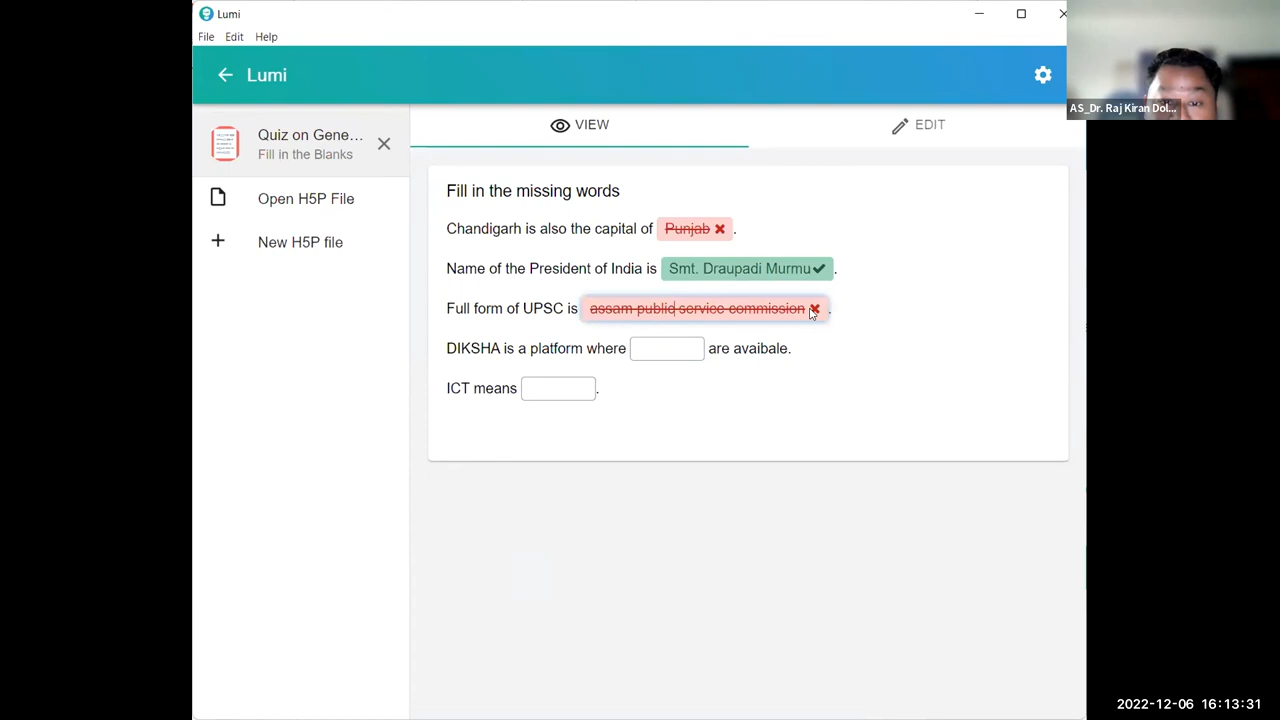 Lumi
File Edit Help
Lumi
AS_Dr. Raj Kiran Dol...
Quiz on Gene...
Fill in the Blanks
Open H5P File
New H5P file
VIEW
EDIT
Fill in the missing words
Chandigarh is also the capital of Punjab .
Name of the President of India is Smt. Draupadi Murmu .
Full form of UPSC is assam public service commission .
DIKSHA is a platform where are avaibale.
ICT means .
2022-12-06 16:13:31